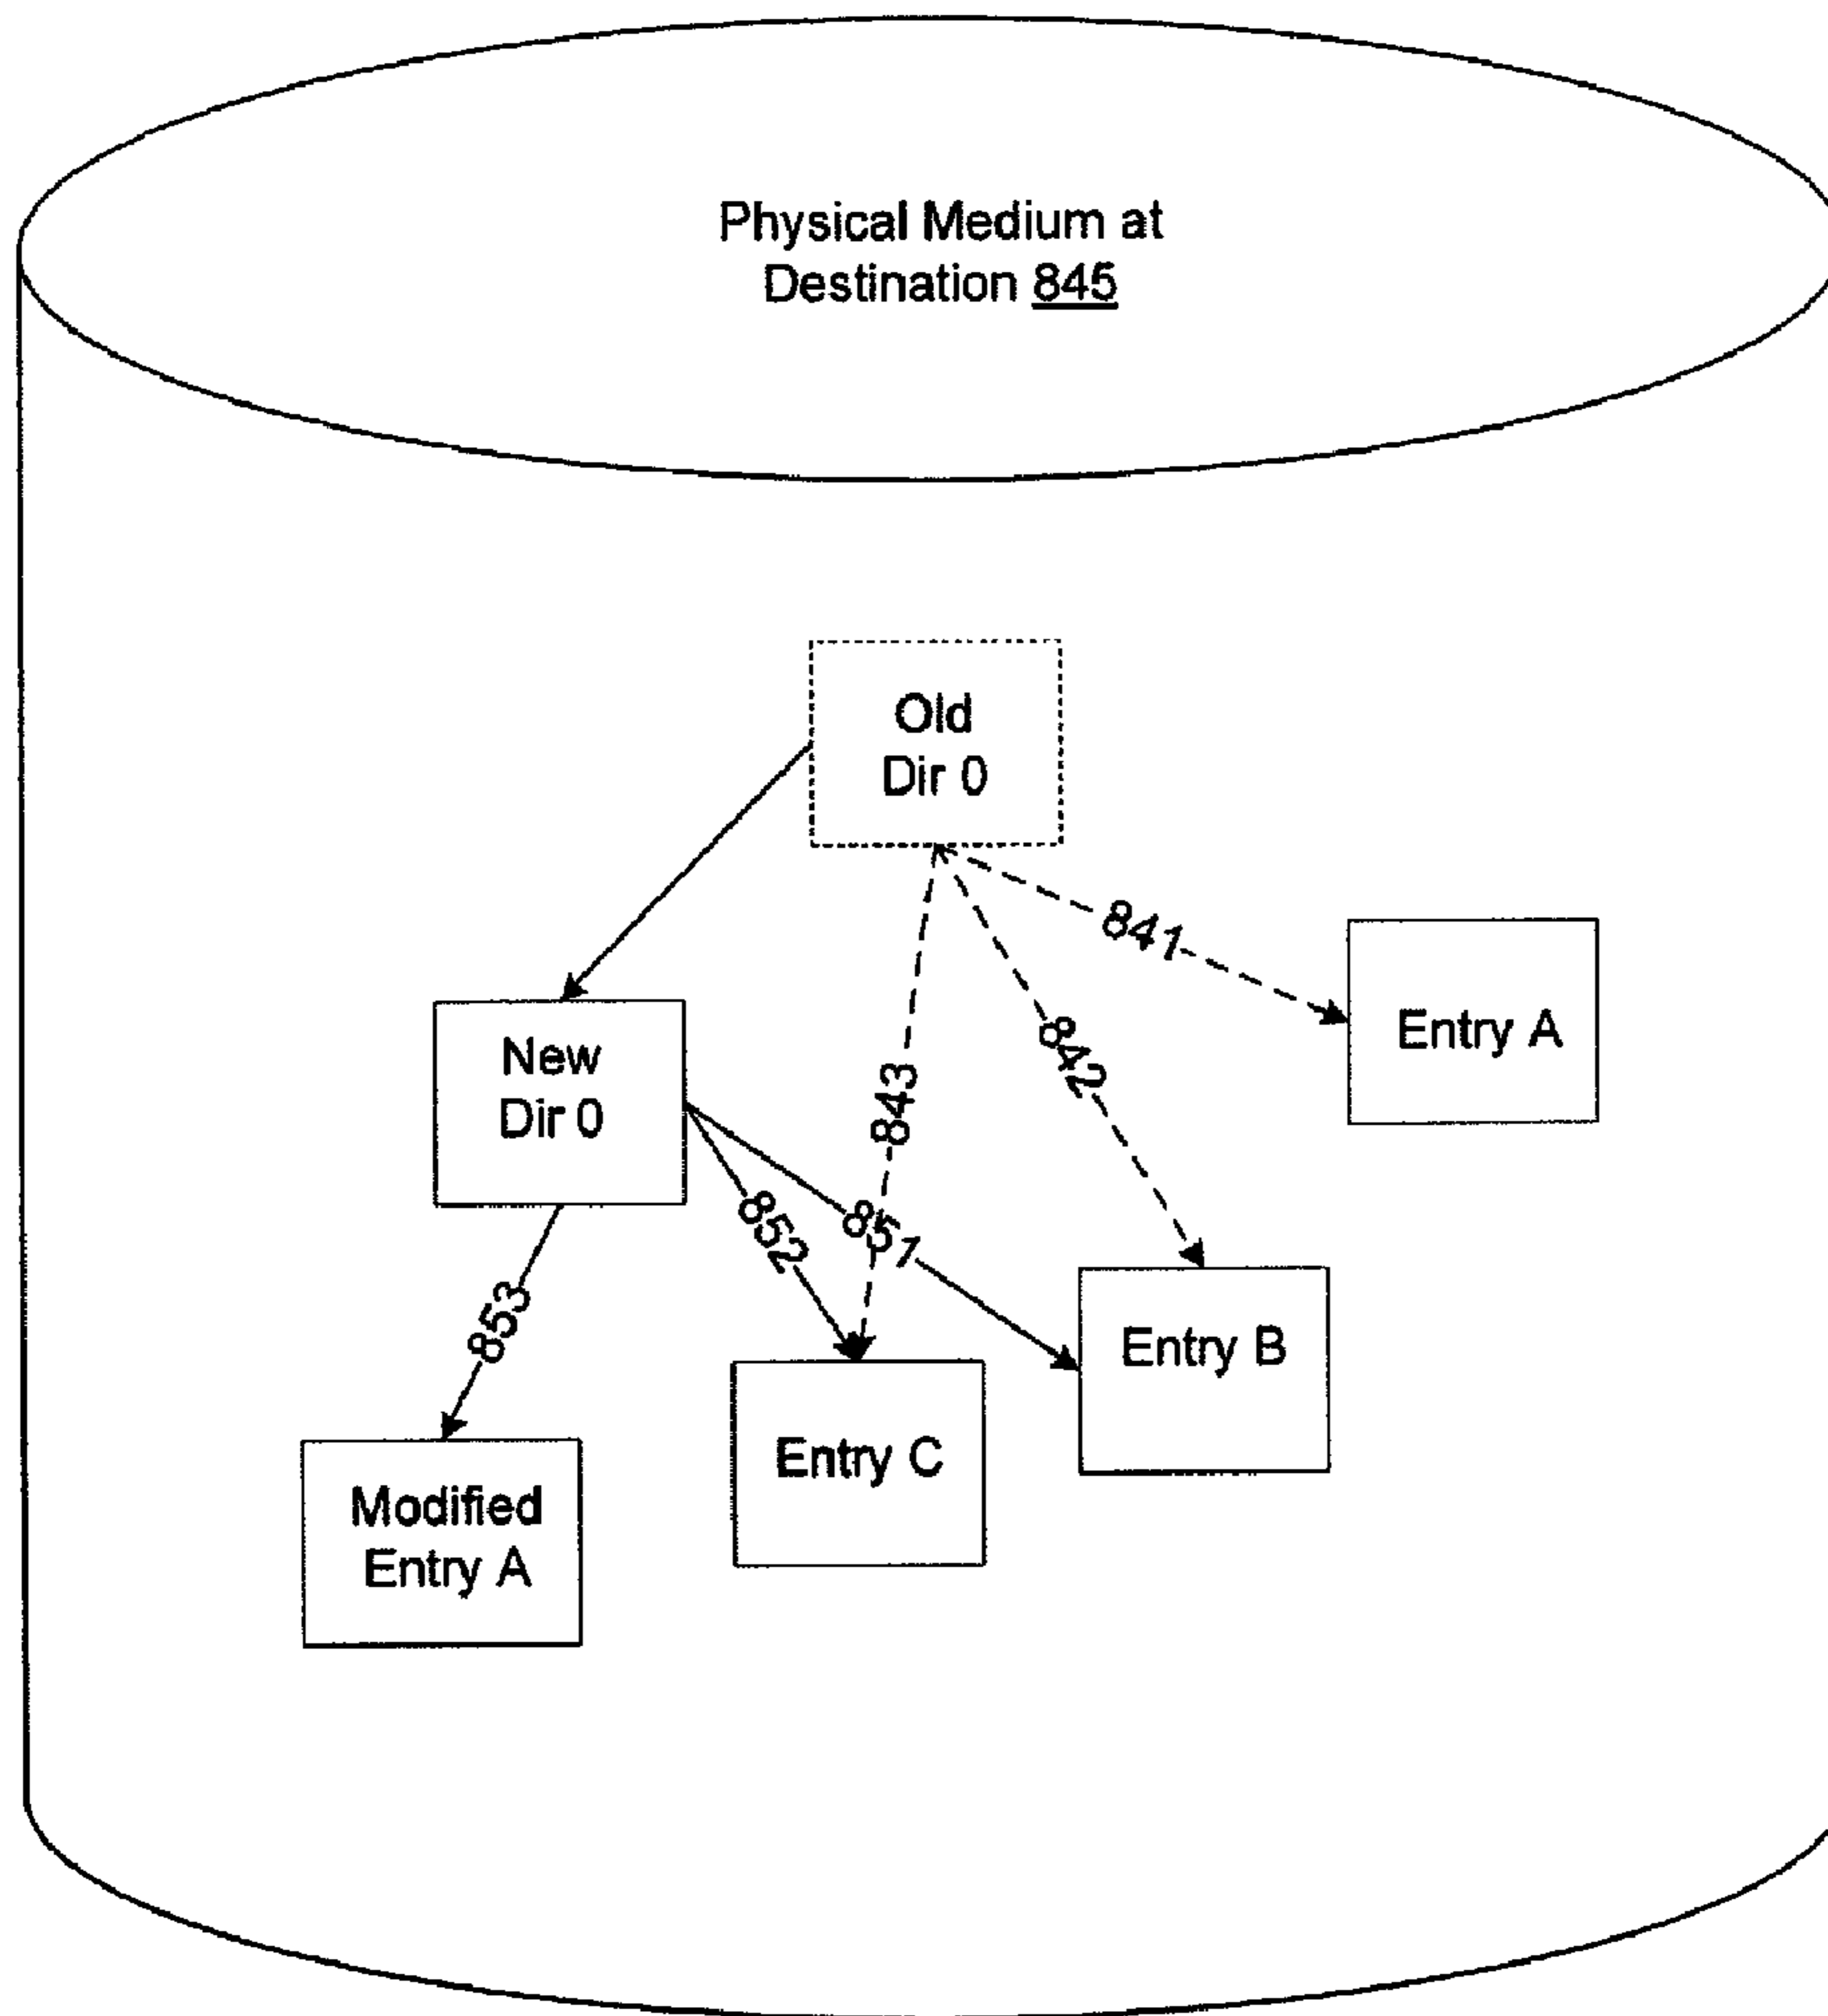 Physical Medium at
Destination 845
Old
Dir 0
841
Entry A
New
Dir 0
843
842
852
851
853
Entry B
Entry C
Modified
Entry A